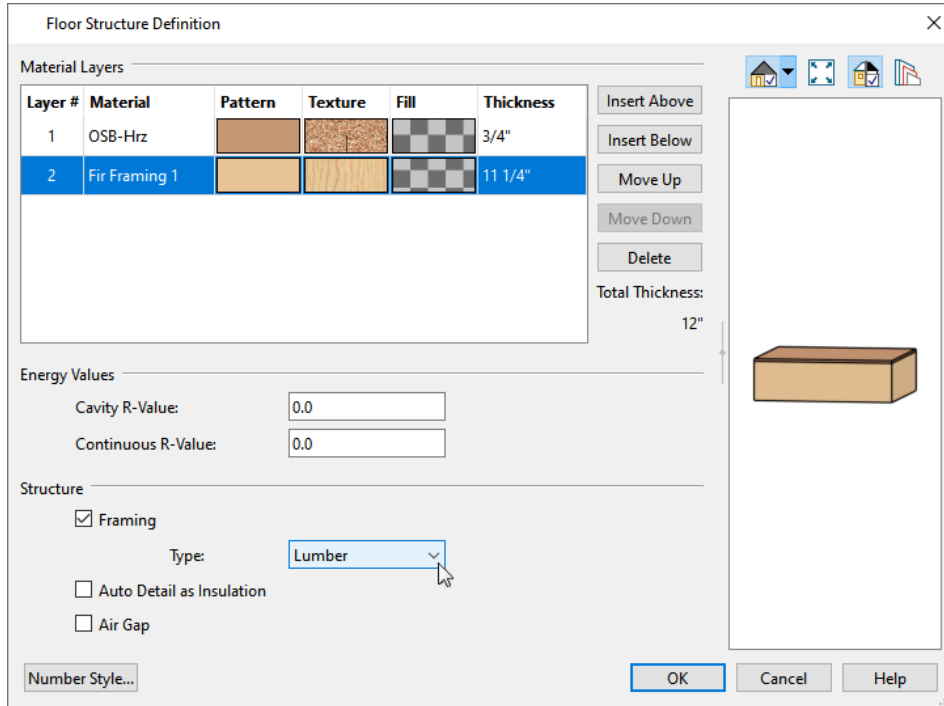 Floor Structure Definition
Material Layers
Layer # Material Pattern Texture Fill Thickness
1 OSB-Hrz 3/4"
2 Fir Framing 1 11 1/4"
Insert Above
Insert Below
Move Up
Move Down
Delete
Total Thickness:
12"
Energy Values
Cavity R-Value: 0.0
Continuous R-Value: 0.0
Structure
Framing
Type: Lumber
Auto Detail as Insulation
Air Gap
Number Style... OK Cancel Help